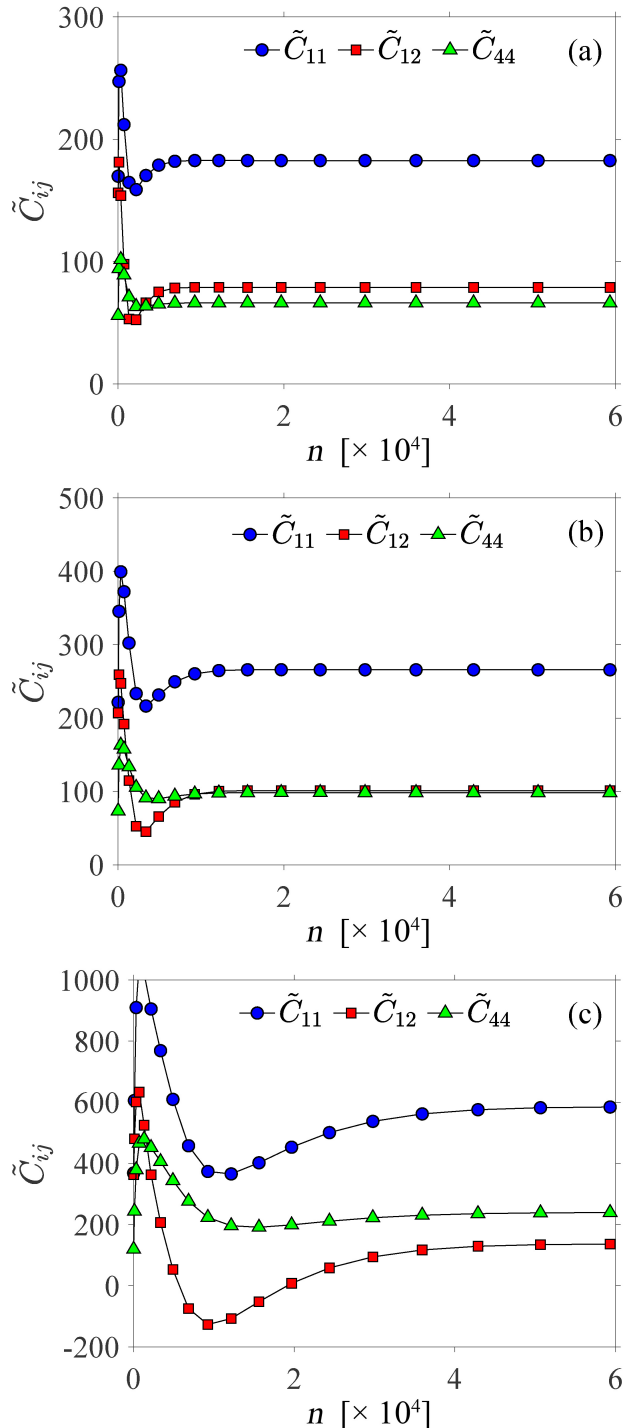 300
C̃₁₁ C̃₁₂ C̃₄₄ (a)
200
C̃ᵢⱼ
100
0
0 2 4 6
n [× 10⁴]
500
C̃₁₁ C̃₁₂ C̃₄₄ (b)
400
300
C̃ᵢⱼ
200
100
0
0 2 4 6
n [× 10⁴]
1000
C̃₁₁ C̃₁₂ C̃₄₄ (c)
800
600
C̃ᵢⱼ
400
200
0
-200
0 2 4 6
n [× 10⁴]